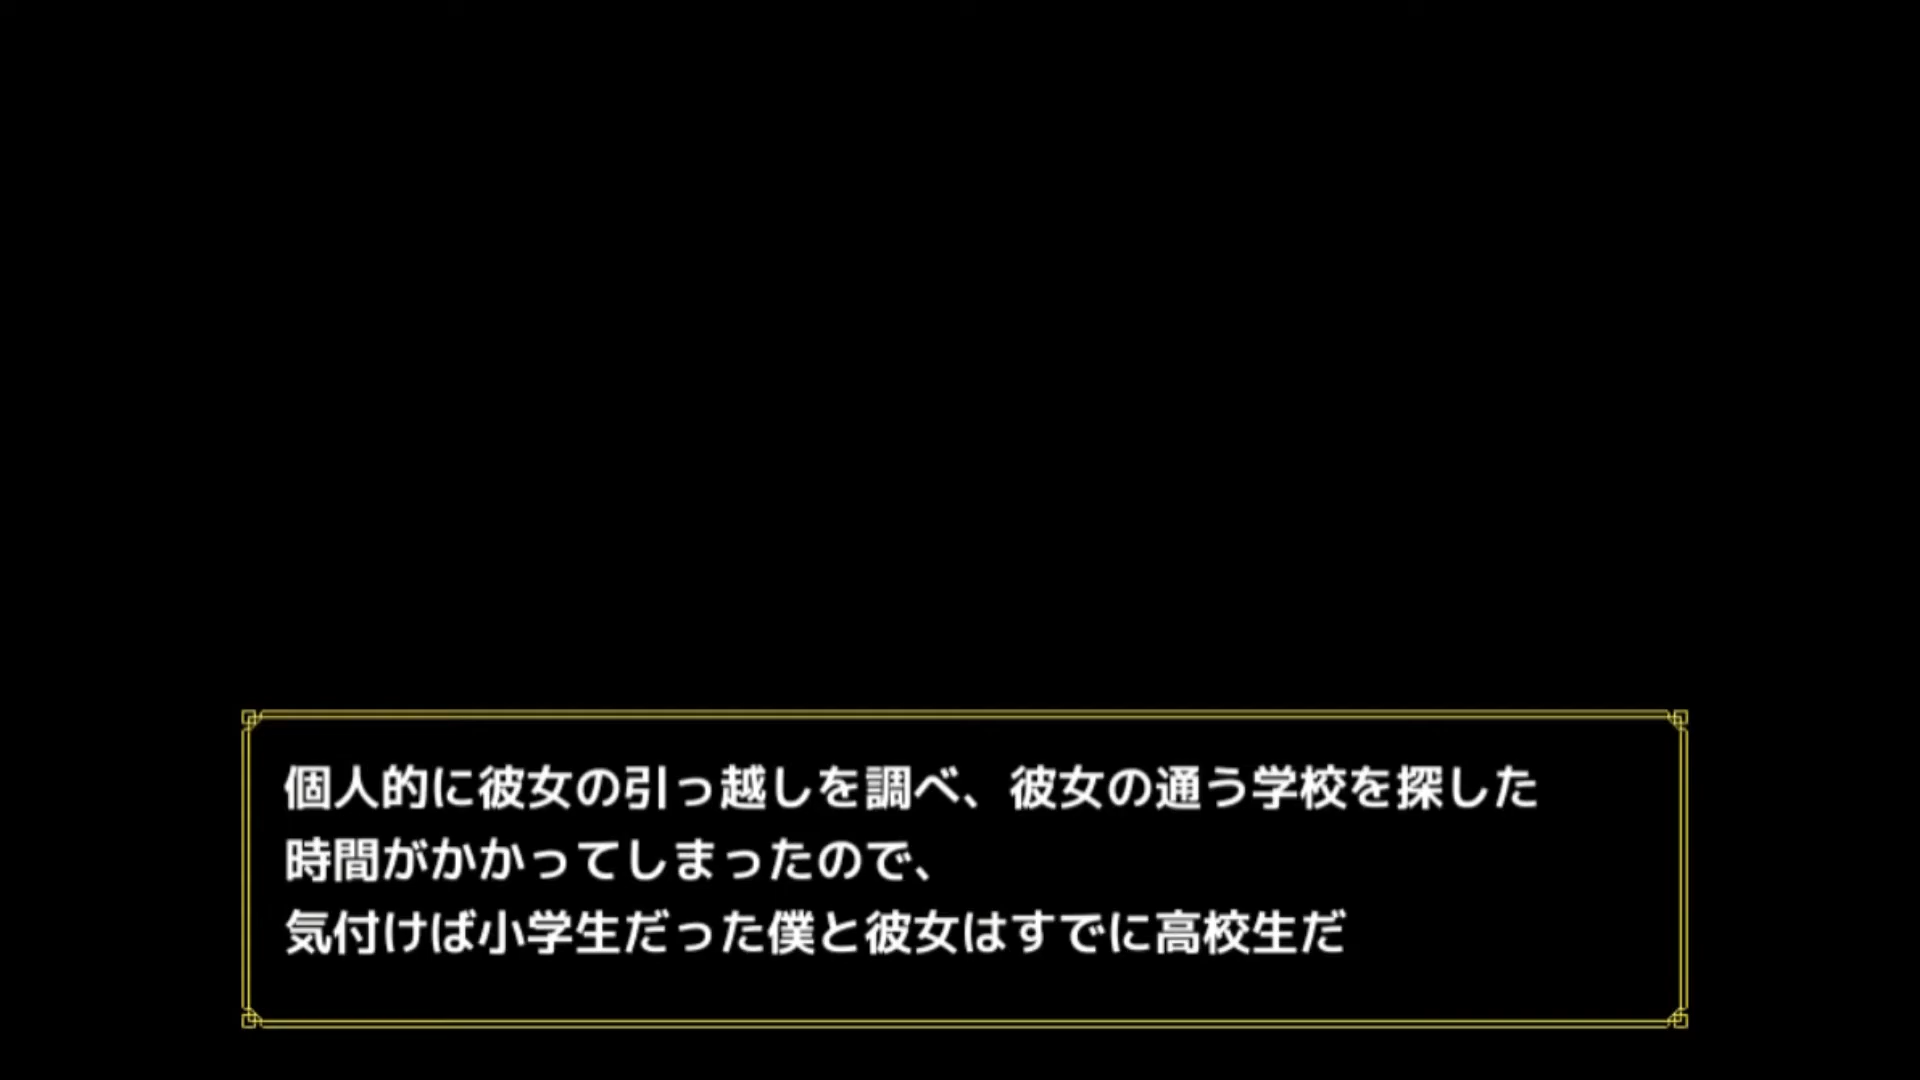 個人的に彼女の引っ越しを調べ、彼女の通う学校を探した
時間がかかってしまったので、
気付けば小学生だった僕と彼女はすでに高校生だ